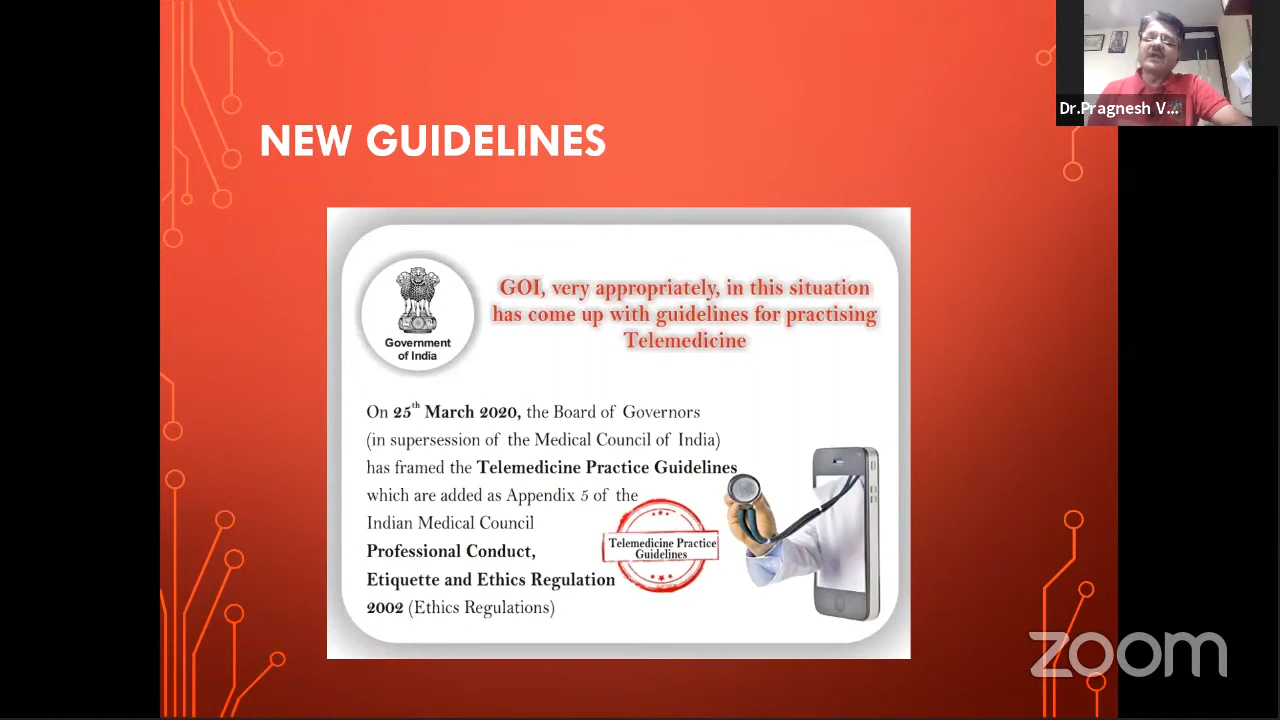 Dr.Pragnesh V...
NEW GUIDELINES
Government
of India
GOI, very appropriately, in this situation
has come up with guidelines for practising
Telemedicine
On 25th March 2020, the Board of Governors
(in supersession of the Medical Council of India)
has framed the Telemedicine Practice Guidelines
which are added as Appendix 5 of the
Indian Medical Council
Professional Conduct,
Etiquette and Ethics Regulation
2002 (Ethics Regulations)
Telemedicine Practice
Guidelines
zoom